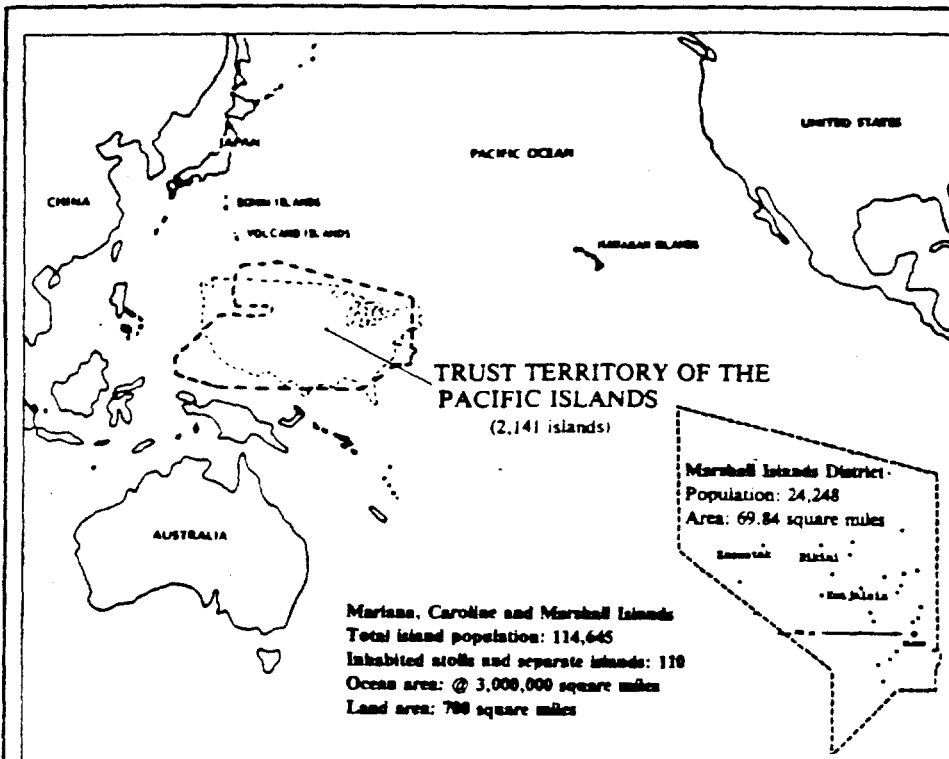 UNITED STATES
JAPAN
PACIFIC OCEAN
CHINA
BONIN ISLANDS
VOLCANO ISLANDS
HAWAIIAN ISLANDS
TRUST TERRITORY OF THE
PACIFIC ISLANDS
(2,141 islands)
Marshall Islands District
Population: 24,248
Area: 69.84 square miles
AUSTRALIA
Enewetak
Bikini
Kwajalein
Mariana, Caroline and Marshall Islands
Total island population: 114,645
Inhabited atolls and separate islands: 110
Ocean area: @ 3,000,000 square miles
Land area: 700 square miles